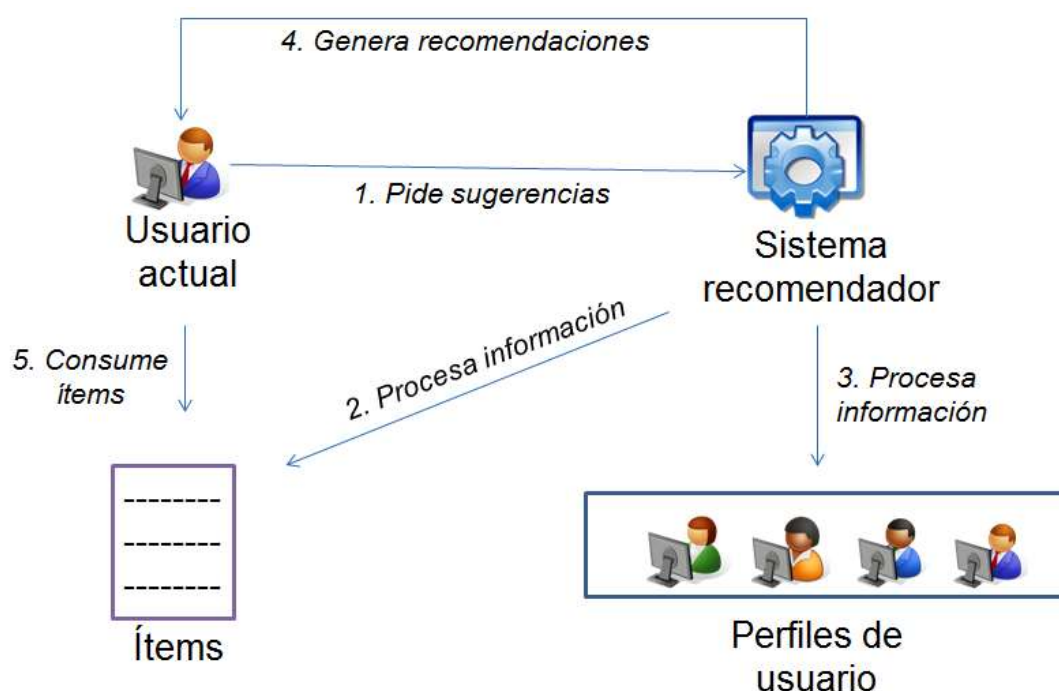 4. Genera recomendaciones
1. Pide sugerencias
Usuario
actual
Sistema
recomendador
5. Consume
ítems
2. Procesa información
3. Procesa
información
--------
--------
--------
Ítems
Perfiles de
usuario